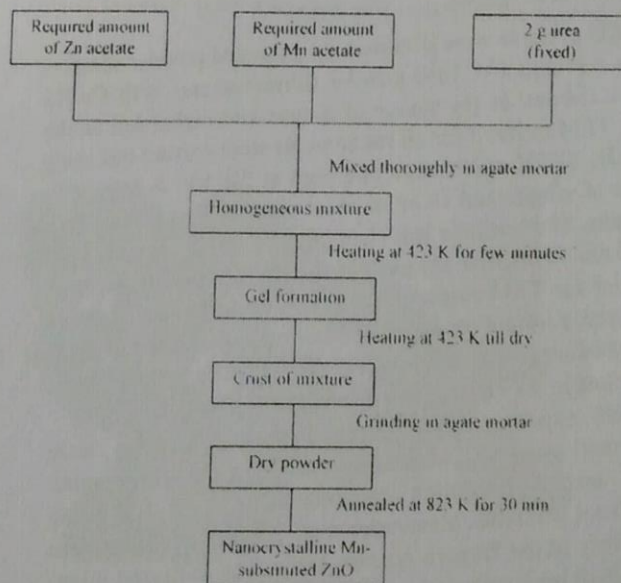 Required amount
of Zn acetate
Required amount
of Mn acetate
2 g urea
(fixed)
Mixed thoroughly in agate mortar
Homogeneous mixture
Heating at 423 K for few minutes
Gel formation
Heating at 423 K till dry
Crust of mixture
Grinding in agate mortar
Dry powder
Annealed at 823 K for 30 min
Nanocrystalline Mn-
substituted ZnO